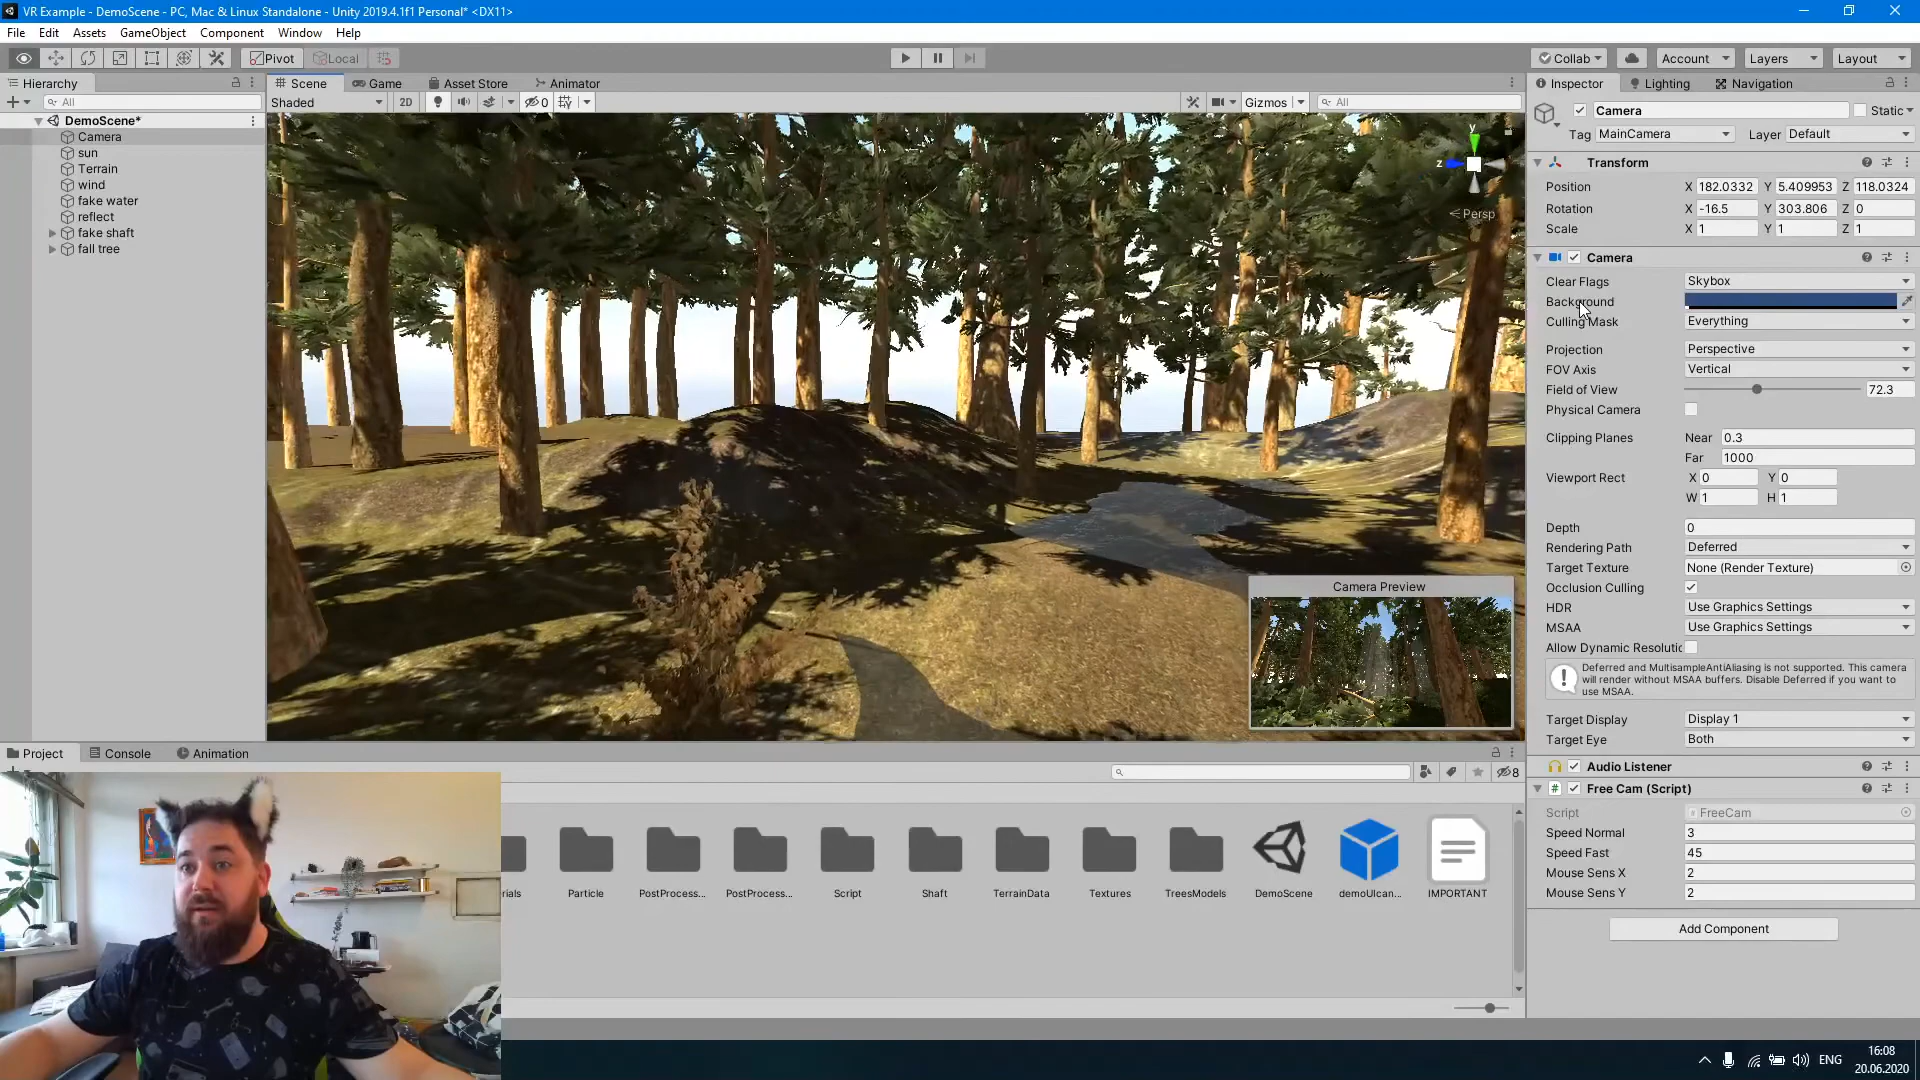 VR Example - DemoScene - PC, Mac & Linux Standalone - Unity 2019.4.1f1 Personal* <DX11>
File Edit Assets GameObject Component Window Help
Pivot Local Collab Account Layers Layout
Hierarchy
All
DemoScene*
Camera
sun
Terrain
wind
fake water
reflect
fake shaft
fall tree
Scene Game Asset Store Animator
Shaded 2D 0 Gizmos All
y
z
Persp
Camera Preview
Inspector Lighting Navigation
Camera Static
Tag MainCamera Layer Default
Transform
Position X 182.0332 Y 5.409953 Z 118.0324
Rotation X -16.5 Y 303.806 Z 0
Scale X 1 Y 1 Z 1
Camera
Clear Flags Skybox
Background
Culling Mask Everything
Projection Perspective
FOV Axis Vertical
Field of View 72.3
Physical Camera
Clipping Planes Near 0.3
Far 1000
Viewport Rect X 0 Y 0
W 1 H 1
Depth 0
Rendering Path Deferred
Target Texture None (Render Texture)
Occlusion Culling
HDR Use Graphics Settings
MSAA Use Graphics Settings
Allow Dynamic Resolutic
Deferred and MultisampleAntiAliasing is not supported. This camera
will render without MSAA buffers. Disable Deferred if you want to
use MSAA.
Target Display Display 1
Target Eye Both
Audio Listener
# Free Cam (Script)
Script FreeCam
Speed Normal 3
Speed Fast 45
Mouse Sens X 2
Mouse Sens Y 2
Add Component
Project Console Animation
8
rials Particle PostProcess... PostProcess... Script Shaft TerrainData Textures TreesModels DemoScene demoUIcan... IMPORTANT
ENG
16:08
20.06.2020